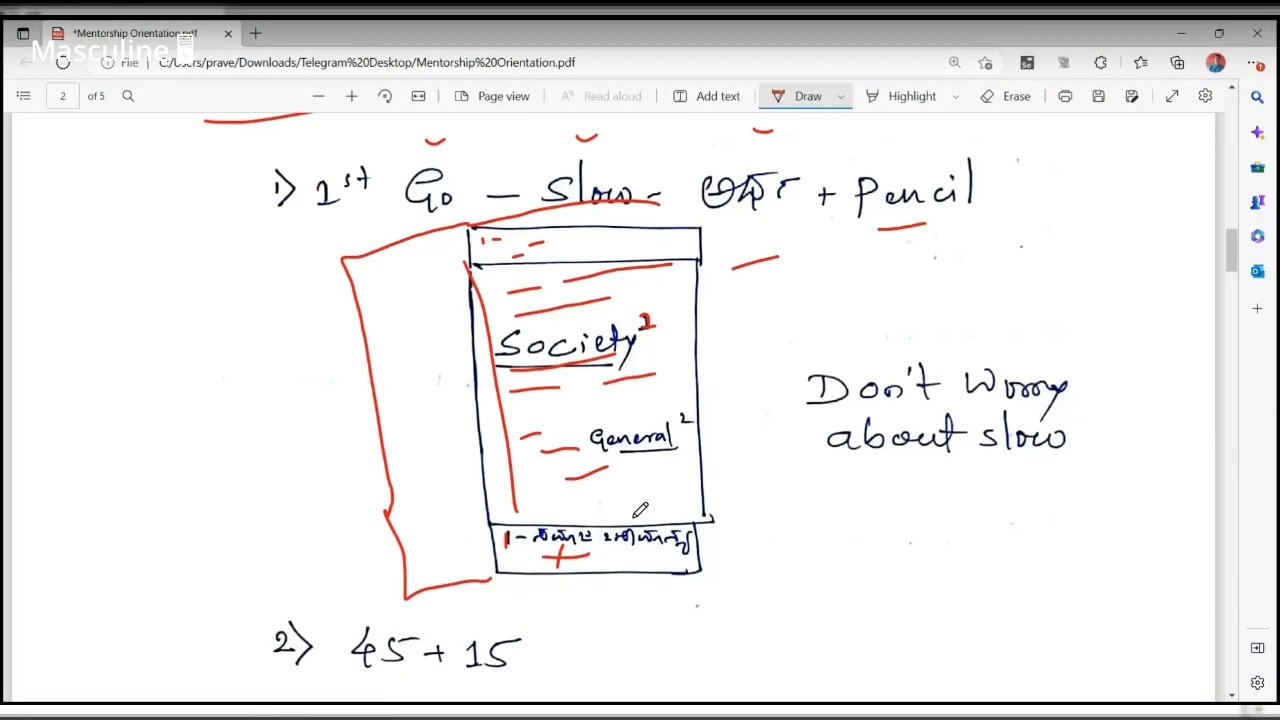 *Mentorship Orientation.pdf
Masculine
File C:/Users/prave/Downloads/Telegram%20Desktop/Mentorship%20Orientation.pdf
2 of 5 Page view Read aloud Add text Draw Highlight Erase
1) 1st Go - Slow - + Pencil
Society 1
Don't Worry
about slow
General 2
1 -
2) 45 + 15